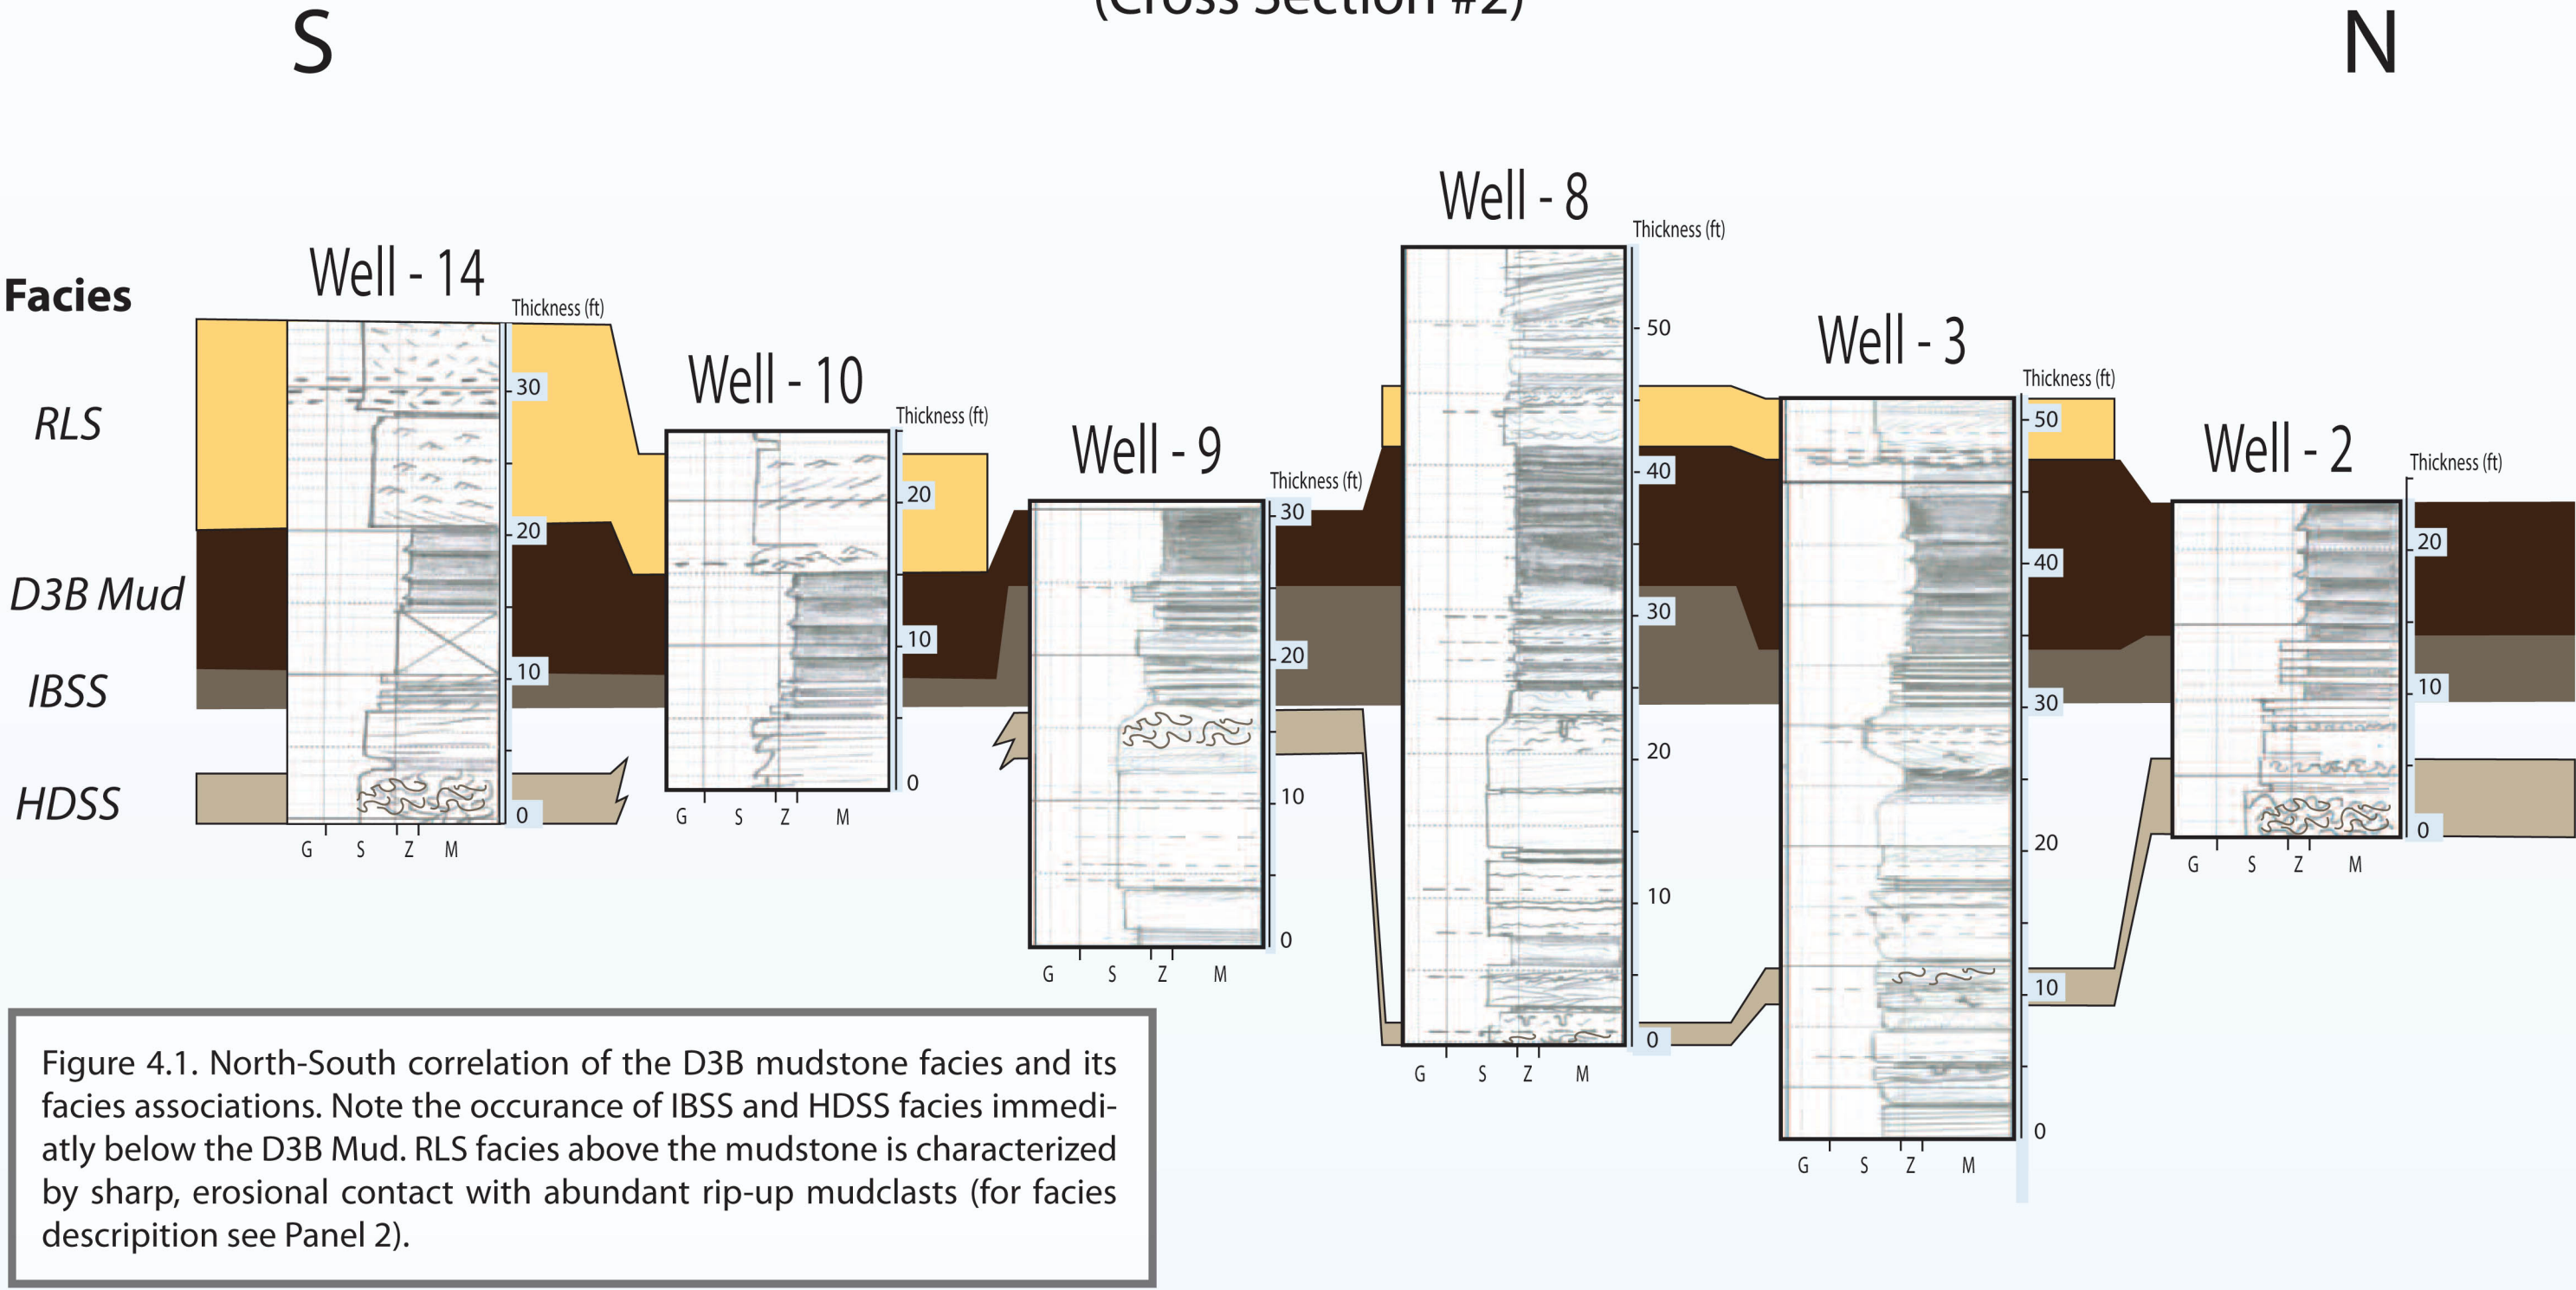 (Cross Section #2)
S
N
Facies
RLS
D3B Mud
IBSS
HDSS
Well - 14
Thickness (ft)
30
20
10
0
G S Z M
Well - 10
Thickness (ft)
20
10
0
G S Z M
Well - 9
Thickness (ft)
30
20
10
0
G S Z M
Well - 8
Thickness (ft)
50
40
30
20
10
0
G S Z M
Well - 3
Thickness (ft)
50
40
30
20
10
0
G S Z M
Well - 2
Thickness (ft)
20
10
0
G S Z M
Figure 4.1. North-South correlation of the D3B mudstone facies and its
facies associations. Note the occurance of IBSS and HDSS facies immedi-
atly below the D3B Mud. RLS facies above the mudstone is characterized
by sharp, erosional contact with abundant rip-up mudclasts (for facies
descripition see Panel 2).